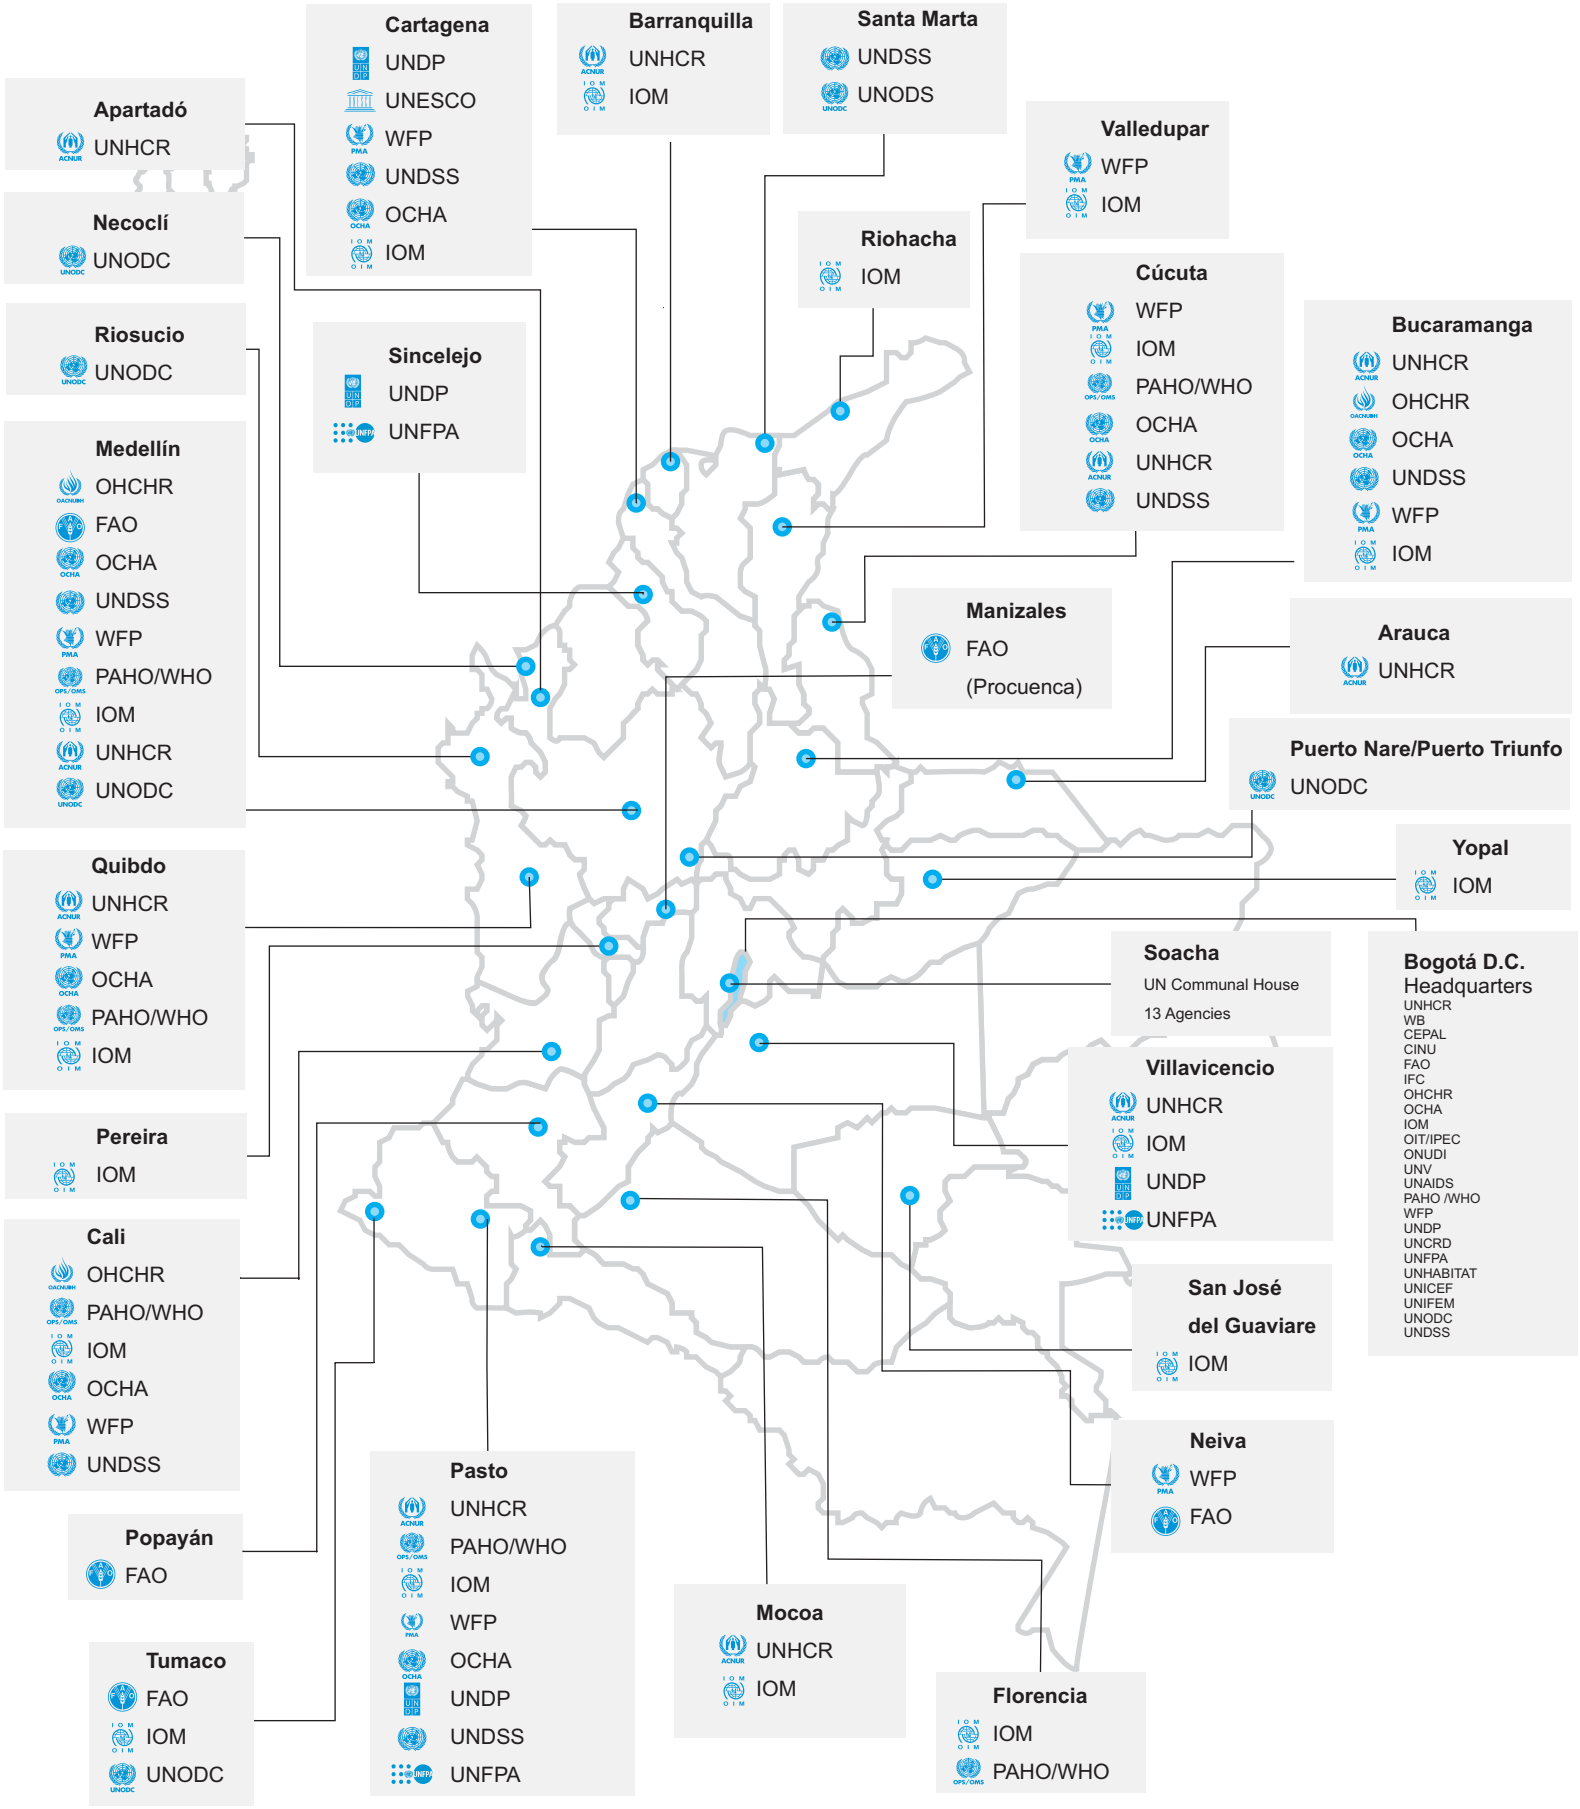 Cartagena
UNDP
UNESCO
WFP
UNDSS
OCHA
IOM
Barranquilla
UNHCR
IOM
Santa Marta
UNDSS
UNODS
Apartadó
UNHCR
Valledupar
WFP
IOM
Necoclí
UNODC
Riohacha
IOM
Cúcuta
WFP
IOM
PAHO/WHO
OCHA
UNHCR
UNDSS
Riosucio
UNODC
Sincelejo
UNDP
UNFPA
Bucaramanga
UNHCR
OHCHR
OCHA
UNDSS
WFP
IOM
Medellín
OHCHR
FAO
OCHA
UNDSS
WFP
PAHO/WHO
IOM
UNHCR
UNODC
Manizales
FAO
(Procuenca)
Arauca
UNHCR
Puerto Nare/Puerto Triunfo
UNODC
Yopal
IOM
Quibdo
UNHCR
WFP
OCHA
PAHO/WHO
IOM
Soacha
UN Communal House
13 Agencies
Bogotá D.C.
Headquarters
UNHCR
WB
CEPAL
CINU
FAO
IFC
OHCHR
OCHA
IOM
OIT/IPEC
ONUDI
UNV
UNAIDS
PAHO /WHO
WFP
UNDP
UNCRD
UNFPA
UNHABITAT
UNICEF
UNIFEM
UNODC
UNDSS
Villavicencio
UNHCR
IOM
UNDP
UNFPA
Pereira
IOM
Cali
OHCHR
PAHO/WHO
IOM
OCHA
WFP
UNDSS
San José
del Guaviare
IOM
Neiva
WFP
FAO
Pasto
UNHCR
PAHO/WHO
IOM
WFP
OCHA
UNDP
UNDSS
UNFPA
Popayán
FAO
Mocoa
UNHCR
IOM
Tumaco
FAO
IOM
UNODC
Florencia
IOM
PAHO/WHO